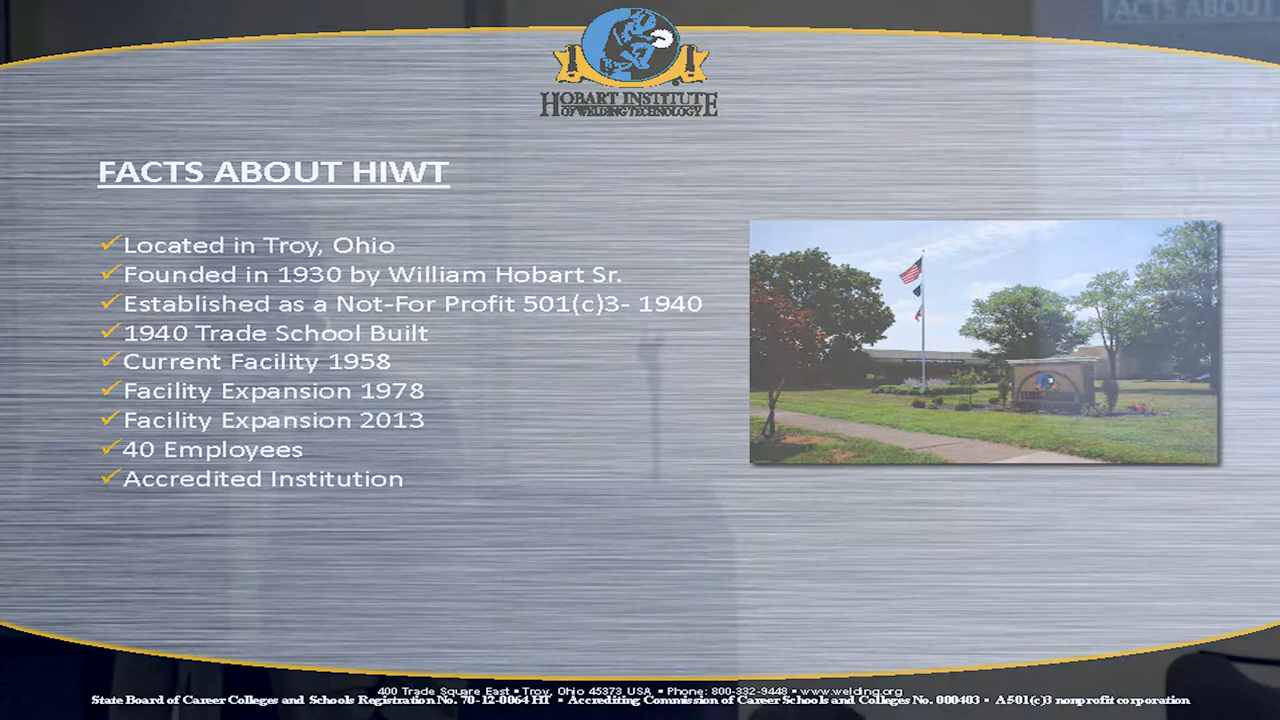 FACTS ABOUT
HOBART INSTITUTE
OF WELDING TECHNOLOGY
FACTS ABOUT HIWT
✓Located in Troy, Ohio
✓Founded in 1930 by William Hobart Sr.
✓Established as a Not-For Profit 501(c)3- 1940
✓1940 Trade School Built
✓Current Facility 1958
✓Facility Expansion 1978
✓Facility Expansion 2013
✓40 Employees
✓Accredited Institution
400 Trade Square East ▪ Troy, Ohio 45373 USA ▪ Phone: 800-332-9448 ▪ www.welding.org
State Board of Career Colleges and Schools Registration No. 70-12-0064 HT ▪ Accrediting Commission of Career Schools and Colleges No. 000403 ▪ A 501(c)3 nonprofit corporation